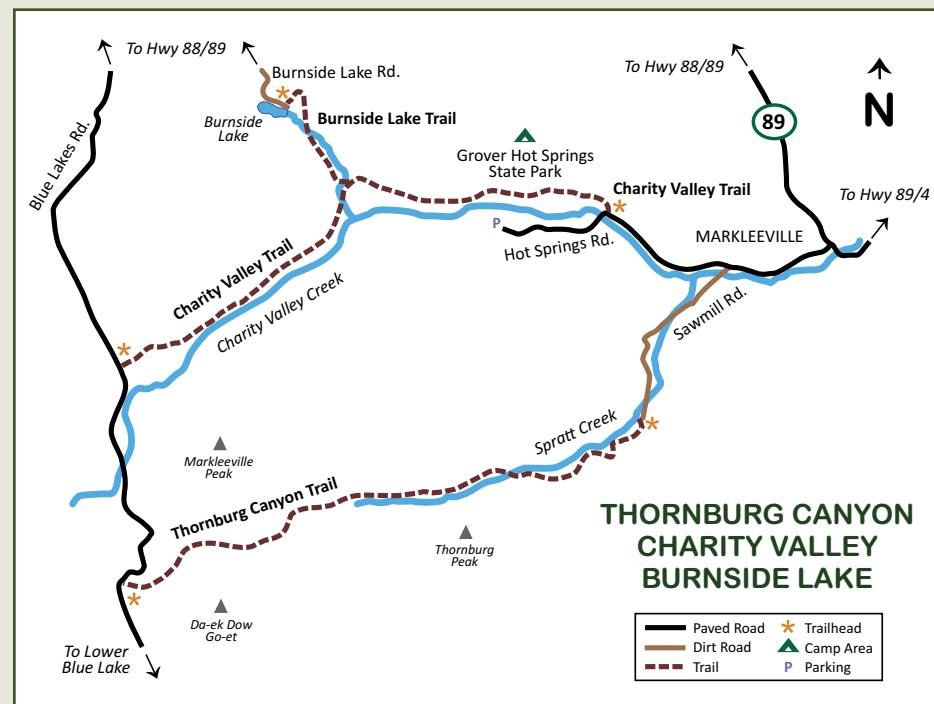 To Hwy 88/89
Burnside Lake Rd.
Burnside
Lake
Burnside Lake Trail
To Hwy 88/89
89
N
Blue Lakes Rd.
Grover Hot Springs
State Park
Charity Valley Trail
To Hwy 89/4
P
Hot Springs Rd.
MARKLEEVILLE
Charity Valley Trail
Charity Valley Creek
Sawmill Rd.
Markleeville
Peak
Spratt Creek
Thornburg Canyon Trail
Thornburg
Peak
Da-ek Dow
Go-et
To Lower
Blue Lake
THORNBURG CANYON
CHARITY VALLEY
BURNSIDE LAKE
Paved Road
Trailhead
Dirt Road
Camp Area
Trail
P Parking